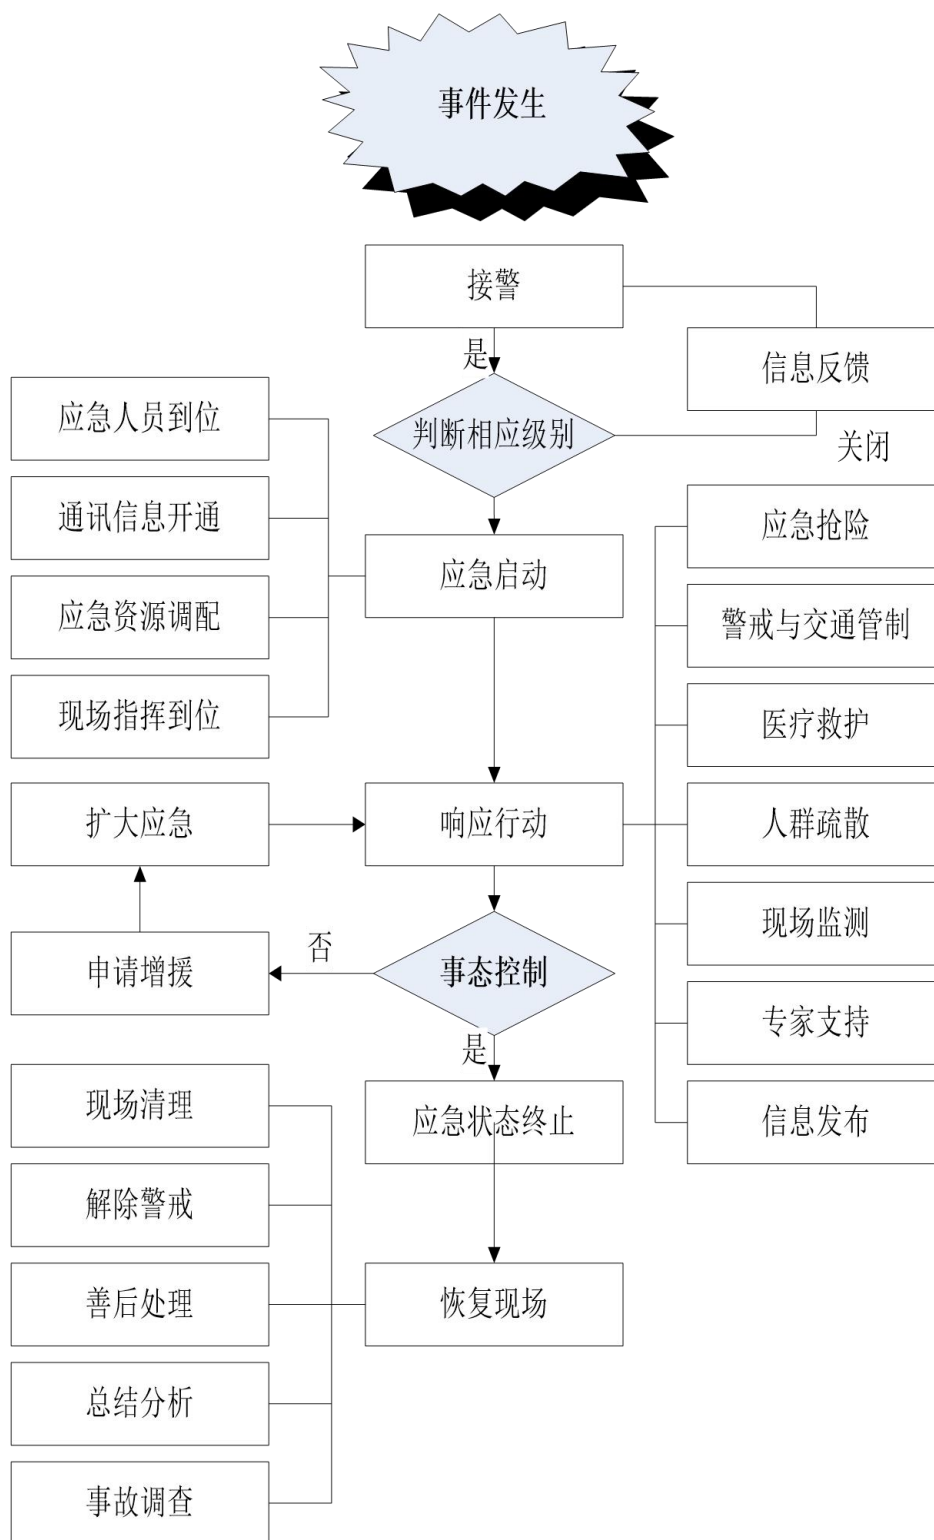 事件发生
接警
是
信息反馈
应急人员到位
判断相应级别
关闭
通讯信息开通
应急抢险
应急启动
应急资源调配
警戒与交通管制
现场指挥到位
医疗救护
扩大应急
响应行动
人群疏散
否
现场监测
申请增援
事态控制
专家支持
是
现场清理
应急状态终止
信息发布
解除警戒
善后处理
恢复现场
总结分析
事故调查